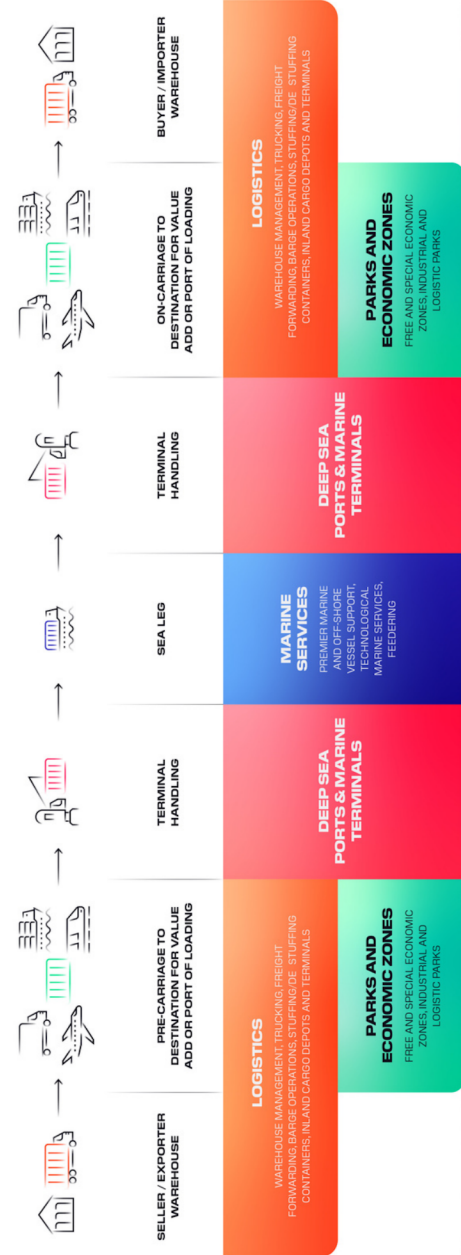 SELLER / EXPORTER
WAREHOUSE
PRE-CARRIAGE TO
DESTINATION FOR VALUE
ADD OR PORT OF LOADING
TERMINAL
HANDLING
SEA LEG
TERMINAL
HANDLING
ON-CARRIAGE TO
DESTINATION FOR VALUE
ADD OR PORT OF LOADING
BUYER / IMPORTER
WAREHOUSE
LOGISTICS
WAREHOUSE MANAGEMENT, TRUCKING, FREIGHT
FORWARDING, BARGE OPERATIONS, STUFFING/DE STUFFING
CONTAINERS, INLAND CARGO DEPOTS AND TERMINALS
PARKS AND
ECONOMIC ZONES
FREE AND SPECIAL ECONOMIC
ZONES, INDUSTRIAL AND
LOGISTIC PARKS
DEEP SEA
PORTS & MARINE
TERMINALS
MARINE
SERVICES
PREMIER MARINE
AND OFF-SHORE
VESSEL SUPPORT,
TECHNOLOGICAL
MARINE SERVICES,
FEEDERING
DEEP SEA
PORTS & MARINE
TERMINALS
LOGISTICS
WAREHOUSE MANAGEMENT, TRUCKING, FREIGHT
FORWARDING, BARGE OPERATIONS, STUFFING/DE STUFFING
CONTAINERS, INLAND CARGO DEPOTS AND TERMINALS
PARKS AND
ECONOMIC ZONES
FREE AND SPECIAL ECONOMIC
ZONES, INDUSTRIAL AND
LOGISTIC PARKS